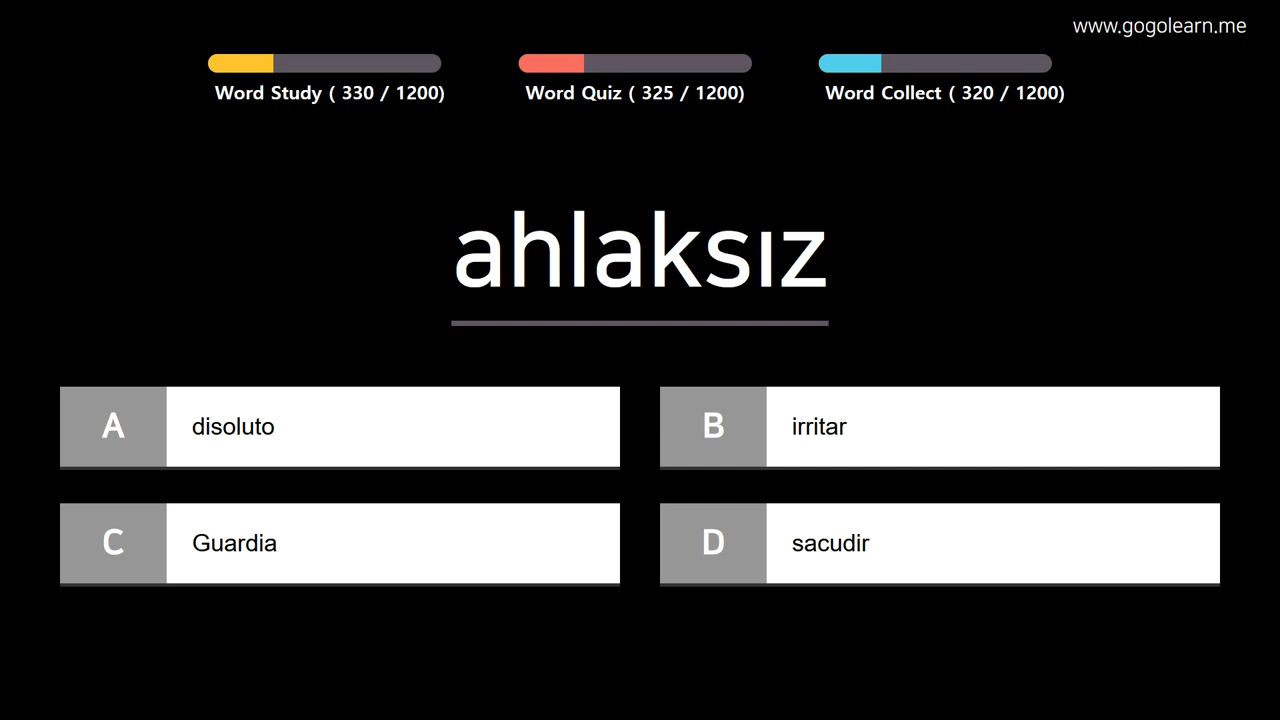 www.gogolearn.me
Word Study ( 330 / 1200)
Word Quiz ( 325 / 1200)
Word Collect ( 320 / 1200)
ahlaksız
A disoluto
B irritar
C Guardia
D sacudir